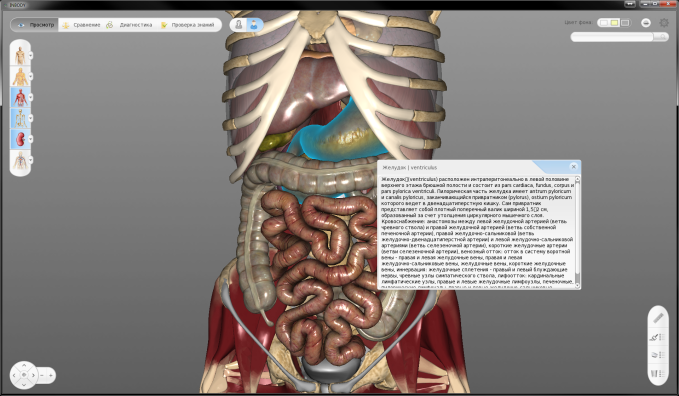 INBODY
Просмотр
Сравнение
Диагностика
Проверка знаний
Цвет фона:
Желудок | ventriculus
Желудок(ventriculus) расположен интраперитонеально в левой половине
верхнего этажа брюшной полости и состоит из pars cardiaca, fundus, corpus и
pars pylorica ventriculi. Пилорическая часть желудка имеет antrum pyloricum
и canalis pyloricus, заканчивающийся привратником (pylorus), ostium pyloricum
которого ведет в двенадцатиперстную кишку. Сам привратник
представляет собой плотный поперечный валик шириной 1,5-2 см,
образованный за счет утолщения циркулярного мышечного слоя.
Кровоснабжение: анастомозы между левой желудочной артерией (ветвь
чревного ствола) и правой желудочной артерией (ветвь собственной
печеночной артерии), правой желудочно-сальниковой (ветвь
желудочно-двенадцатиперстной артерии) и левой желудочно-сальниковой
артериями (ветвь селезеночной артерии), короткие желудочные артерии
(ветви селезеночной артерии), венозный отток: отток в систему воротной
вены - правая и левая желудочные вены, правая и левая
желудочно-сальниковые вены, желудочные вены, короткие желудочные
вены, иннервация: желудочные сплетения - правый и левый блуждающие
нервы, чревные узлы симпатического ствола, лифоотток: кардинальные
лимфатические узлы, правые и левые желудочные лимфоузлы, печеночные,